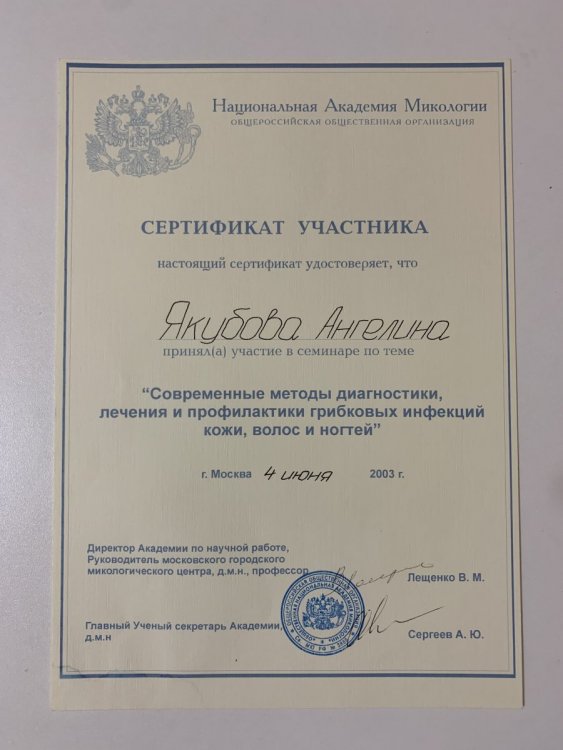 Национальная Академия Микологии
ОБЩЕРОССИЙСКАЯ ОБЩЕСТВЕННАЯ ОРГАНИЗАЦИЯ
СЕРТИФИКАТ УЧАСТНИКА
настоящий сертификат удостоверяет, что
Якубова Ангелина
принял(а) участие в семинаре по теме
“Современные методы диагностики,
лечения и профилактики грибковых инфекций
кожи, волос и ногтей”
г. Москва 4 июня 2003 г.
Директор Академии по научной работе,
Руководитель московского городского
микологического центра, д.м.н., профессор
Лещенко В. М.
Главный Ученый секретарь Академии,
д.м.н
Сергеев А. Ю.